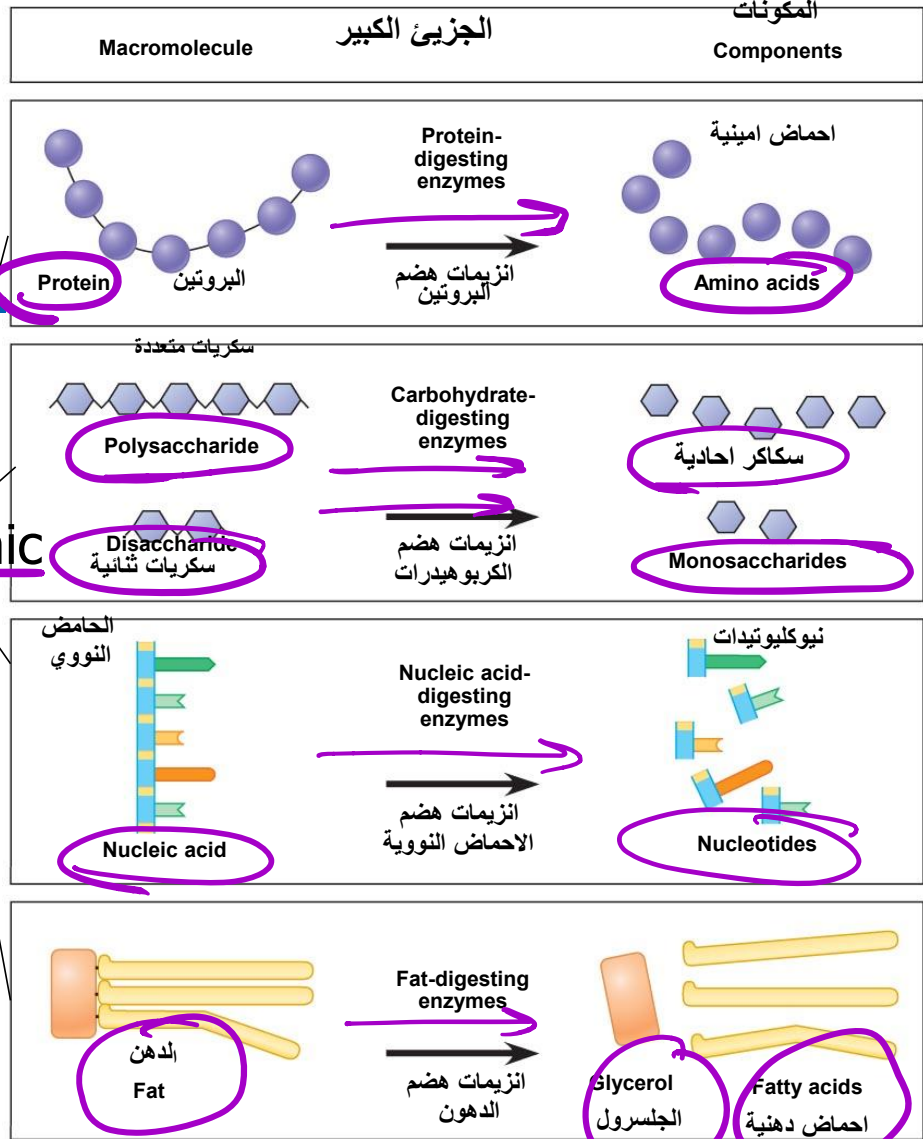 المكونات
الجزيئ الكبير
Macromolecule
Components
Protein-
digesting
enzymes
احماض امينية
Protein
البروتين
انزيمات هضم
البروتين
Amino acids
سكريات متعددة
Polysaccharide
Carbohydrate-
digesting
enzymes
سكاكر احادية
nic
Disaccharide
سكريات ثنائية
انزيمات هضم
الكربوهيدرات
Monosaccharides
الحامض
النووي
نيوكليوتيدات
Nucleic acid-
digesting
enzymes
Nucleic acid
انزيمات هضم
الاحماض النووية
Nucleotides
Fat-digesting
enzymes
الدهن
Fat
انزيمات هضم
الدهون
Glycerol
الجلسرول
Fatty acids
احماض دهنية